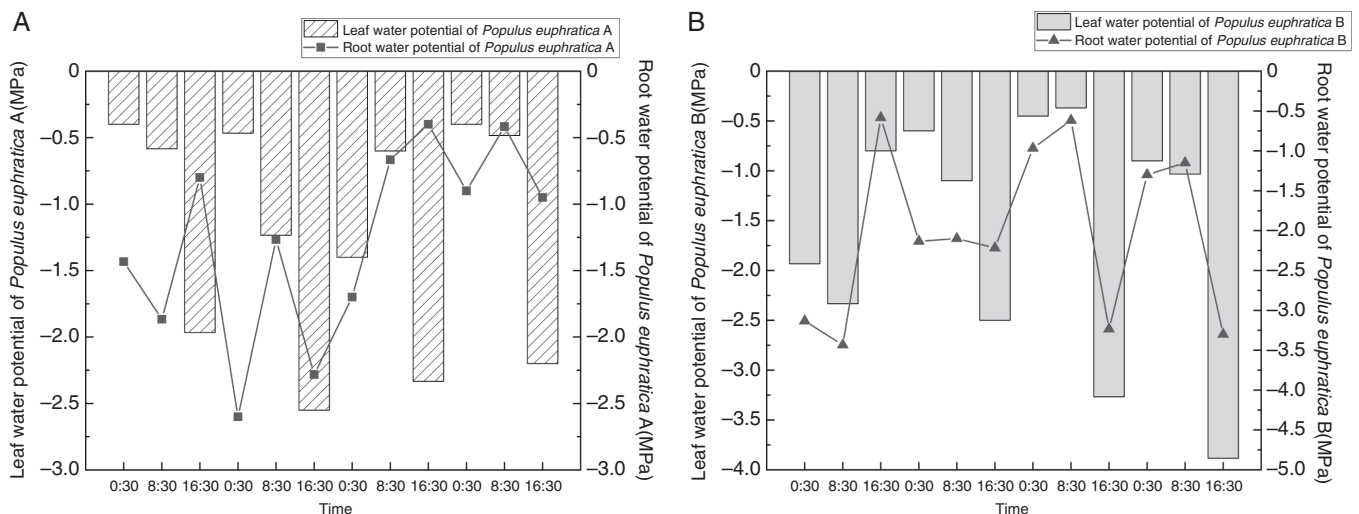 A
Leaf water potential of Populus euphratica A
Root water potential of Populus euphratica A
Leaf water potential of Populus euphratica A(MPa)
0
−0.5
−1.0
−1.5
−2.0
−2.5
−3.0
0
−0.5
−1.0
−1.5
−2.0
−2.5
−3.0
Root water potential of Populus euphratica A(MPa)
0:30 8:30 16:30 0:30 8:30 16:30 0:30 8:30 16:30 0:30 8:30 16:30
Time
B
Leaf water potential of Populus euphratica B
Root water potential of Populus euphratica B
Leaf water potential of Populus euphratica B(MPa)
0
−0.5
−1.0
−1.5
−2.0
−2.5
−3.0
−3.5
−4.0
0
−0.5
−1.0
−1.5
−2.0
−2.5
−3.0
−3.5
−4.0
−4.5
−5.0
Root water potential of Populus euphratica B(MPa)
0:30 8:30 16:30 0:30 8:30 16:30 0:30 8:30 16:30 0:30 8:30 16:30
Time